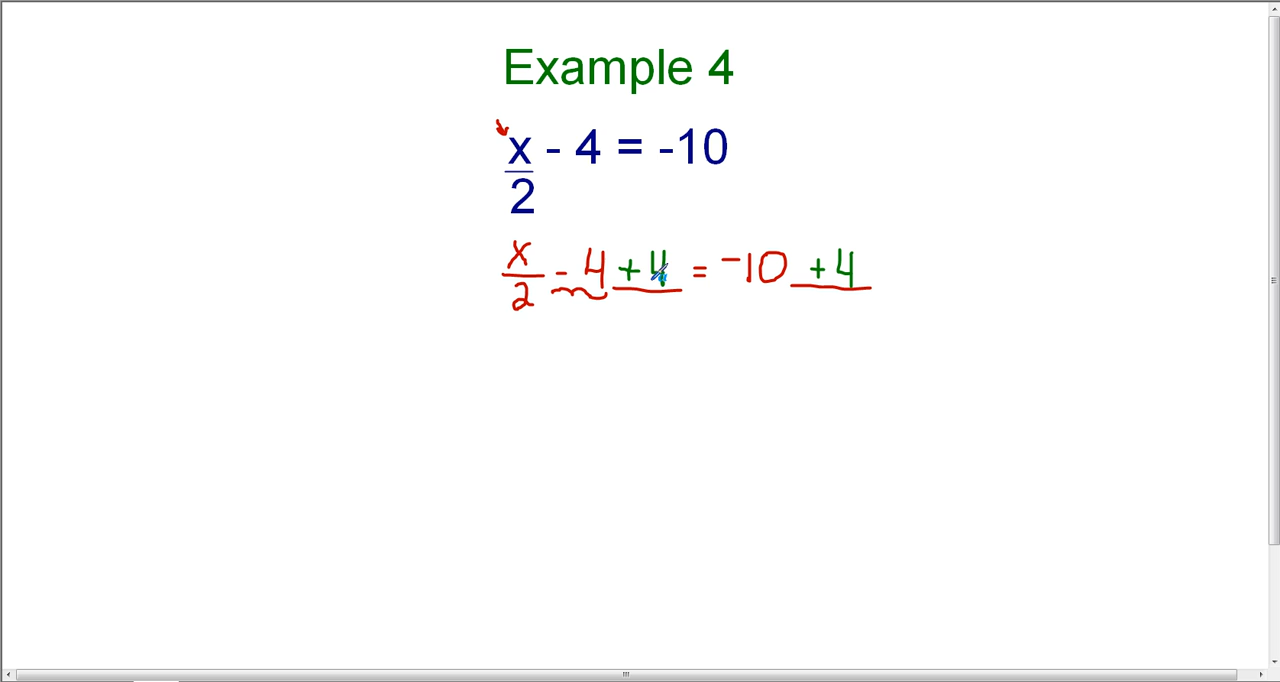 Example 4
x/2 - 4 = -10
x/2 - 4 + 4 = -10 + 4